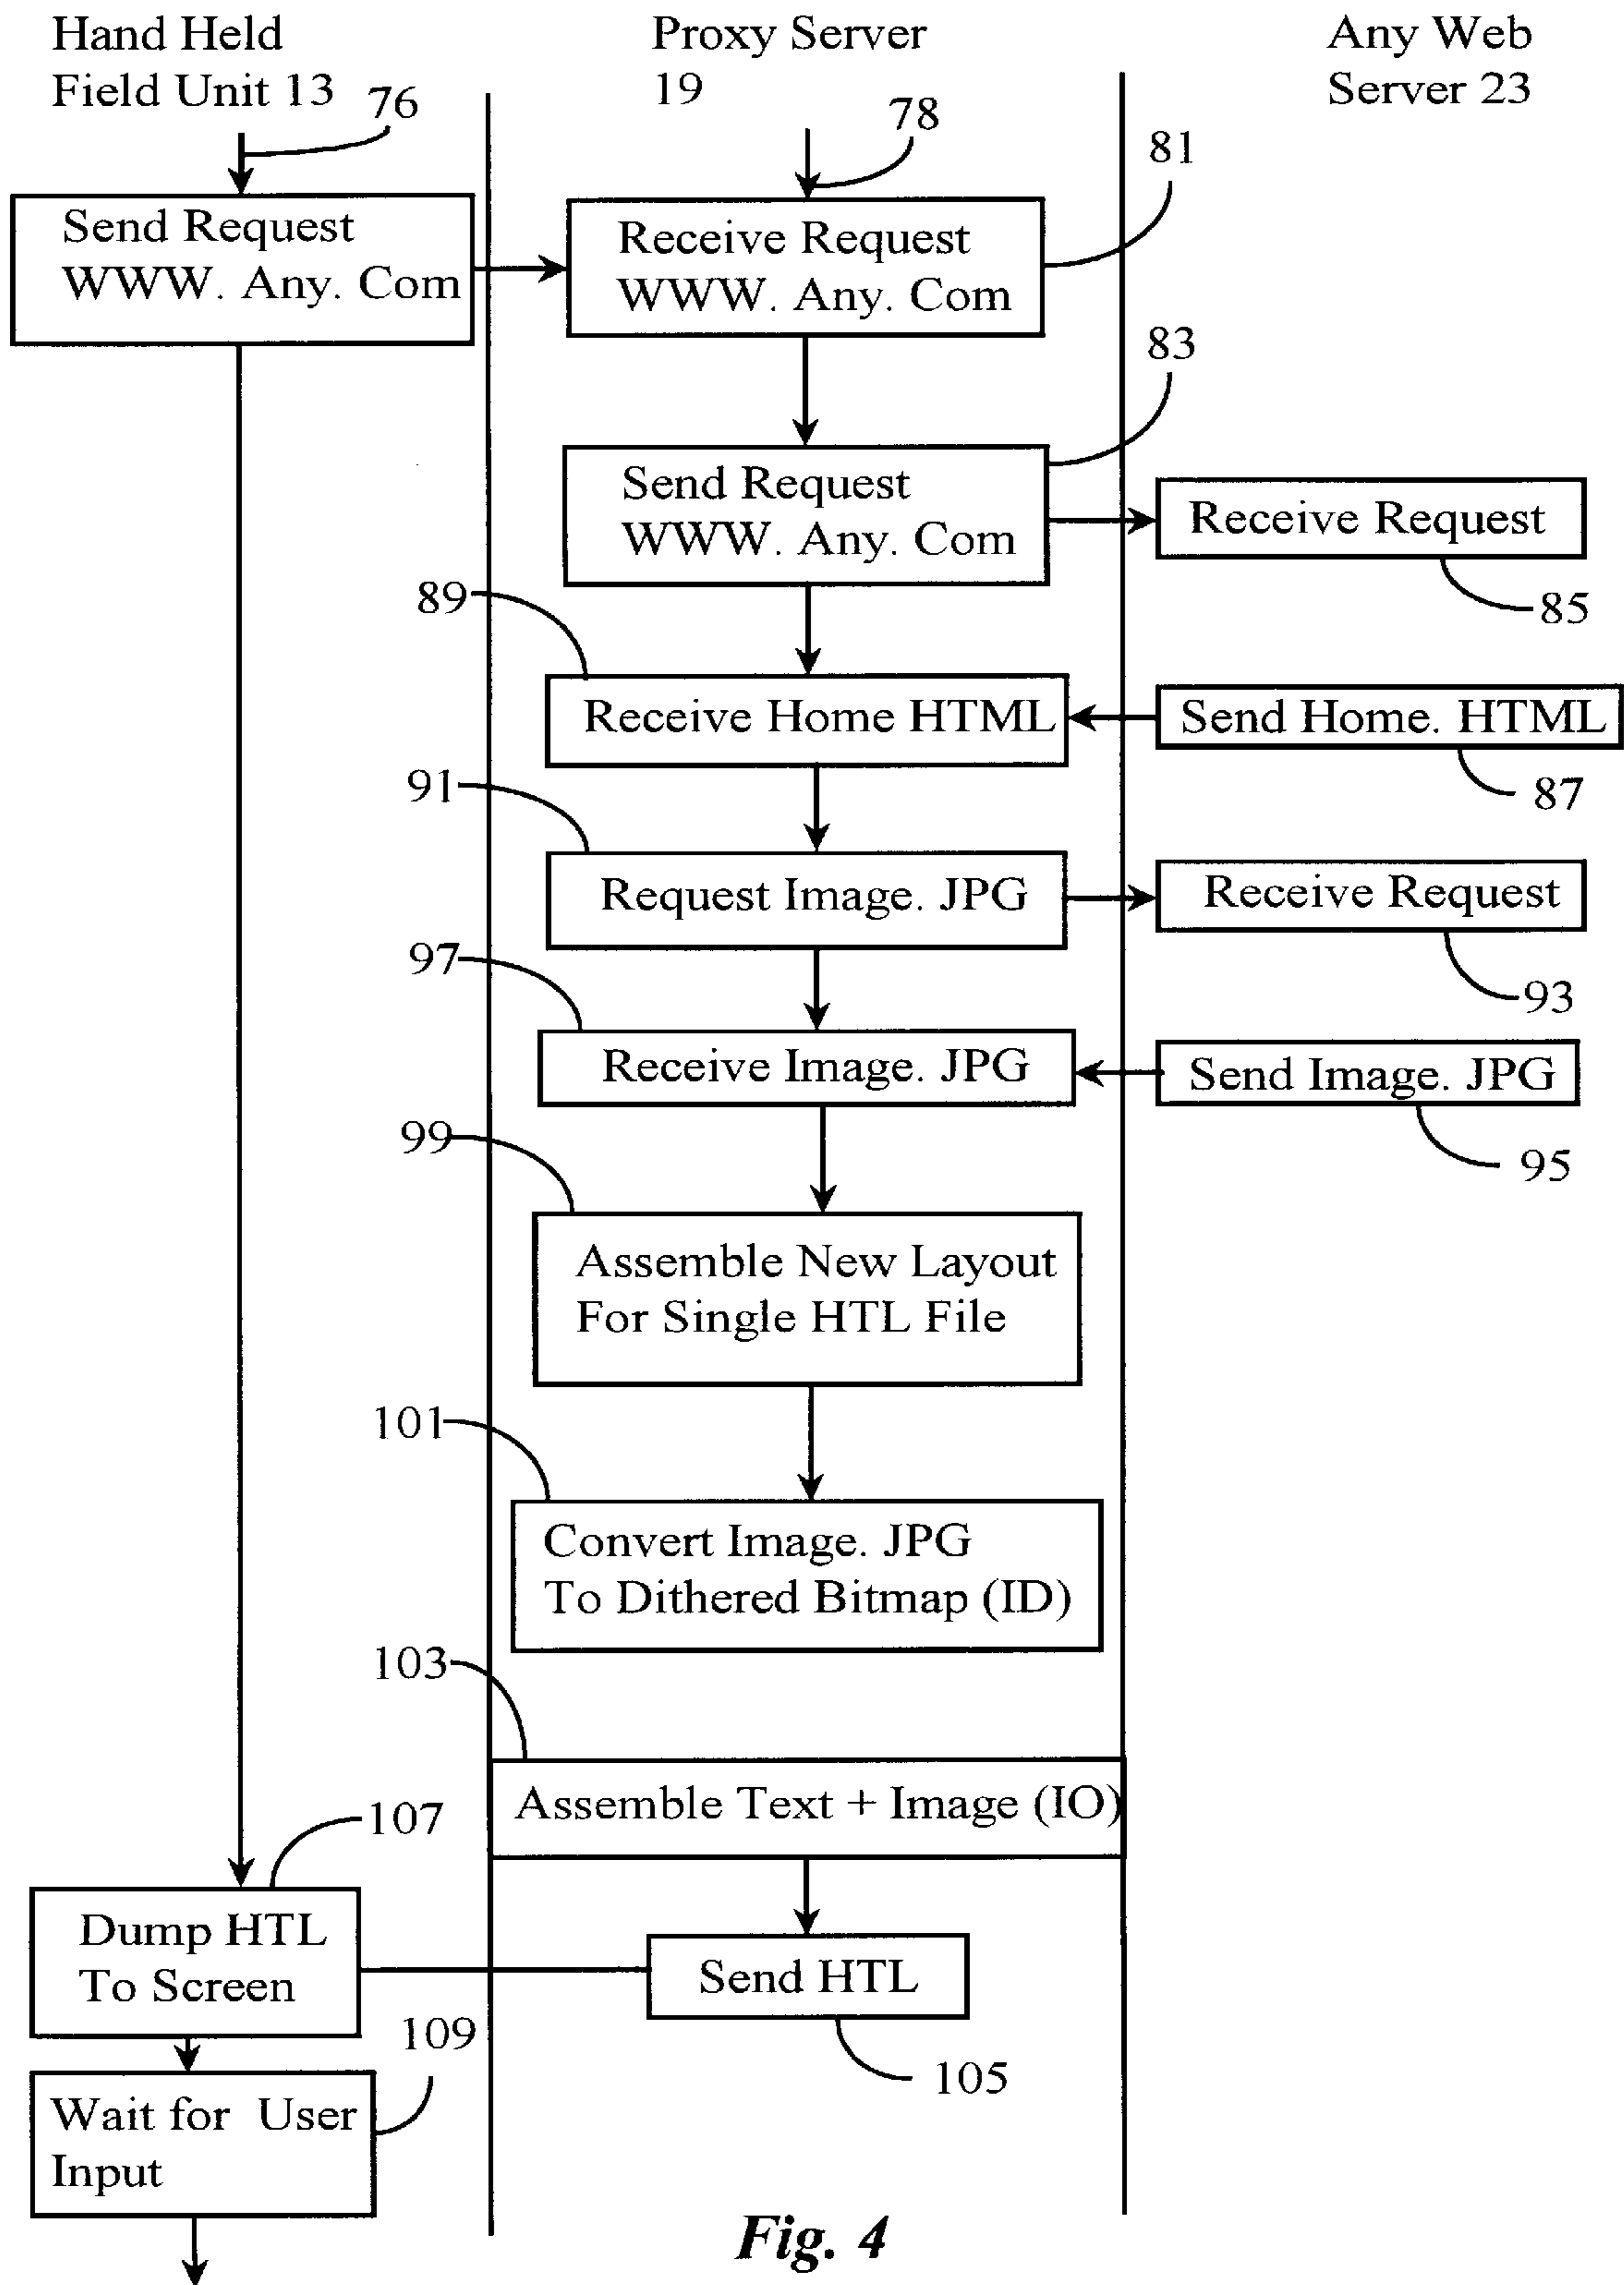 Hand Held
Field Unit 13
Proxy Server
19
Any Web
Server 23
76
78
81
Send Request
WWW. Any. Com
Receive Request
WWW. Any. Com
83
Send Request
WWW. Any. Com
Receive Request
85
89
Receive Home HTML
Send Home. HTML
87
91
Request Image. JPG
Receive Request
93
97
Receive Image. JPG
Send Image. JPG
95
99
Assemble New Layout
For Single HTL File
101
Convert Image. JPG
To Dithered Bitmap (ID)
103
Assemble Text + Image (IO)
107
Dump HTL
To Screen
Send HTL
105
109
Wait for User
Input
Fig. 4